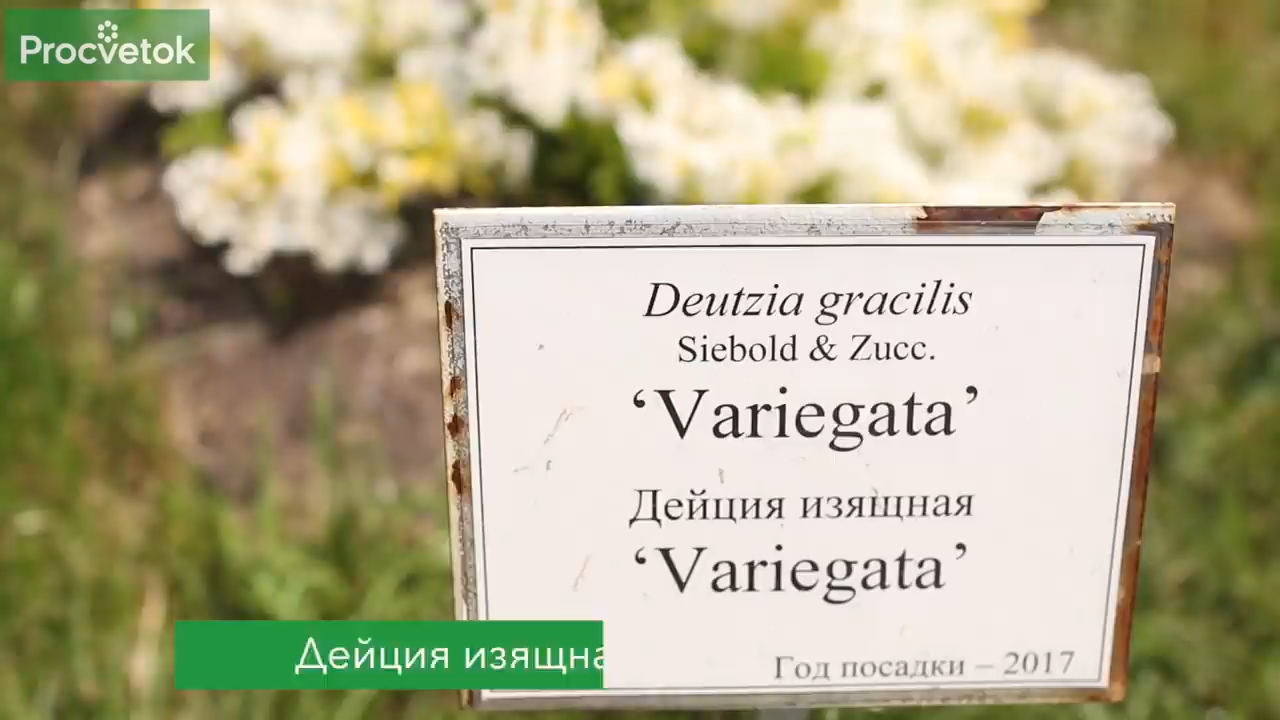 Procvetok
Deutzia gracilis
Siebold & Zucc.
‘Variegata’
Дейция изящная
‘Variegata’
Год посадки – 2017
Дейция изящна